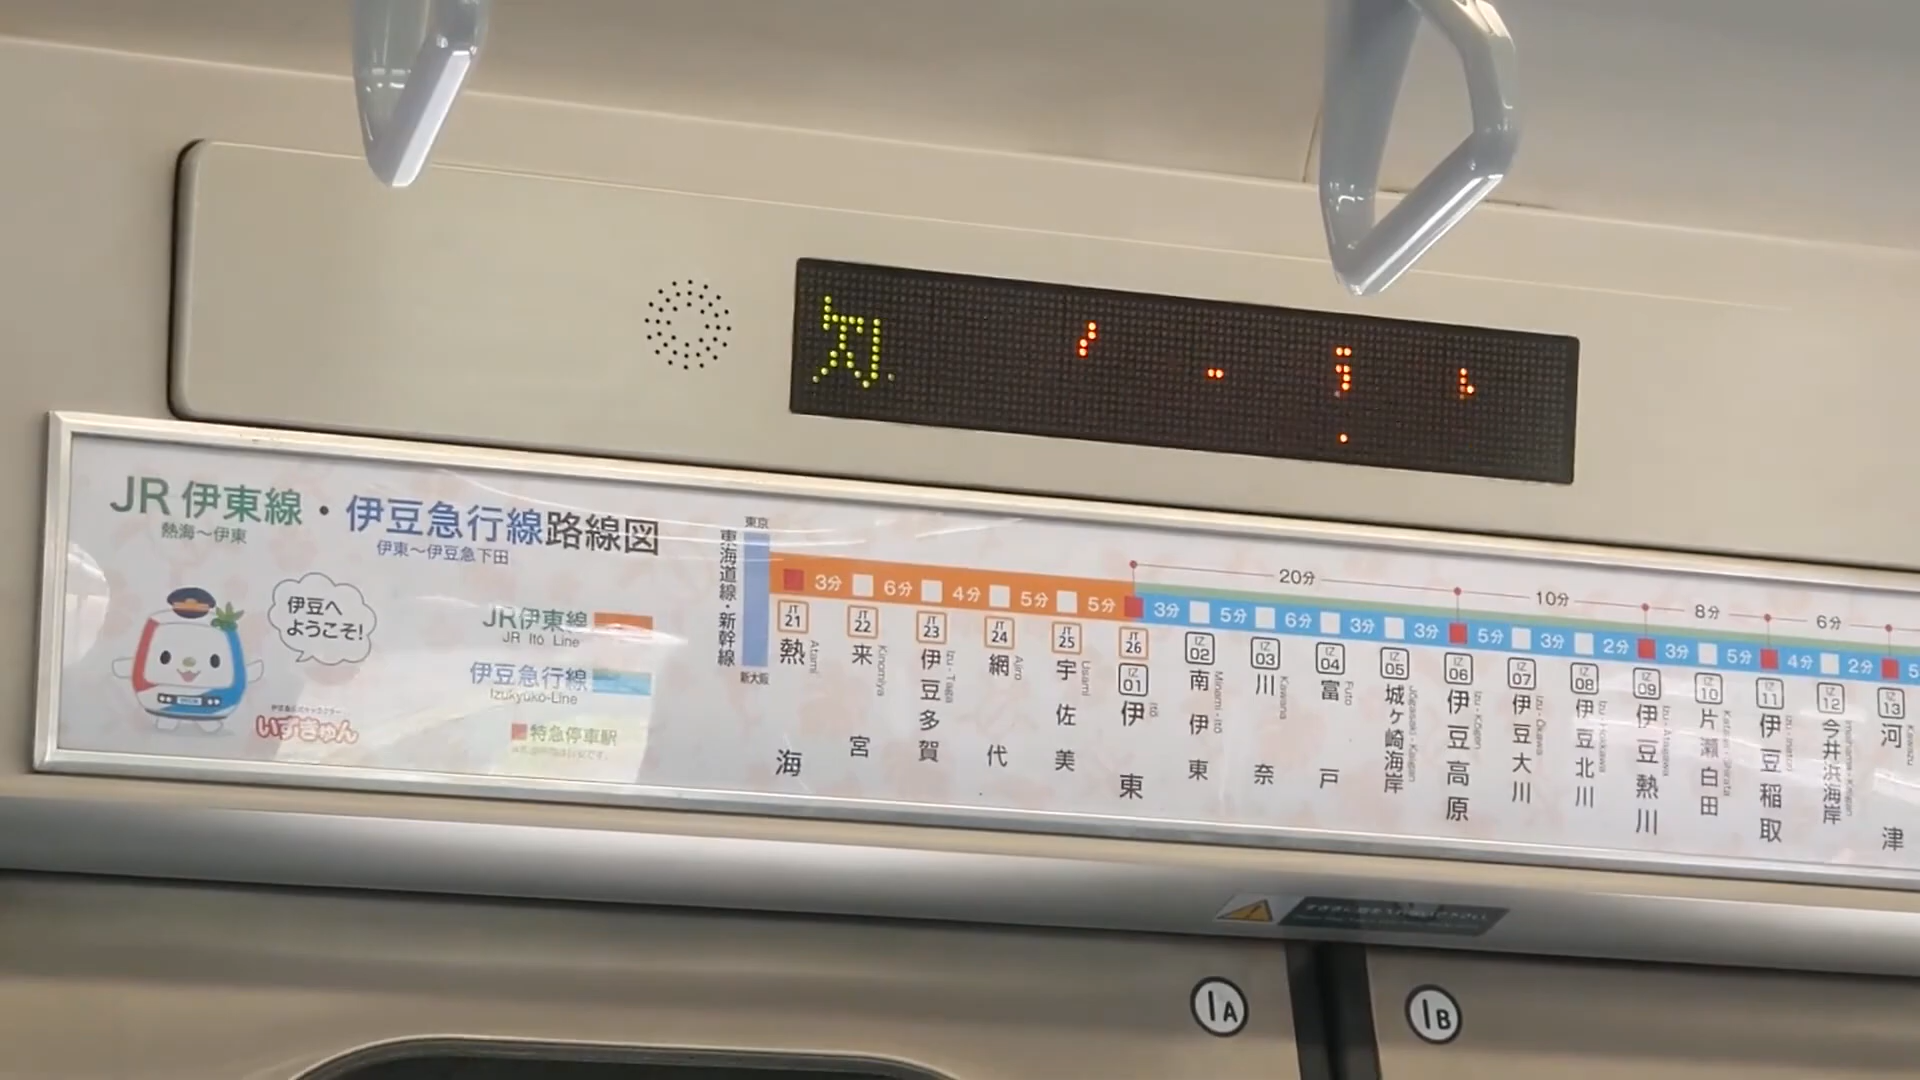 JR 伊東線・伊豆急行線路線図
熱海～伊東
伊東～伊豆急下田
伊豆へ
ようこそ!
いずきゅん
JR伊東線
JR Ito Line
伊豆急行線
Izukyuko-Line
特急停車駅
東京
東海道線・新幹線
新大阪
20分
10分
8分
6分
3分 6分 4分 5分 5分 3分 5分 6分 3分 3分 5分 3分 2分 3分 5分 4分 2分 5
JT 21 熱海 Atami
JT 22 来宮 Kinomiya
JT 23 伊豆多賀 Izu-Taga
JT 24 網代 Ajiro
JT 25 宇佐美 Usami
JT 26 IZ 01 伊東 Itō
IZ 02 南伊東 Minami-Itō
IZ 03 川奈 Kawana
IZ 04 富戸 Futo
IZ 05 城ヶ崎海岸
IZ 06 伊豆高原
IZ 07 伊豆大川
IZ 08 伊豆北川
IZ 09 伊豆熱川
IZ 10 片瀬白田
IZ 11 伊豆稲取
IZ 12 今井浜海岸
IZ 13 河津
1A
1B